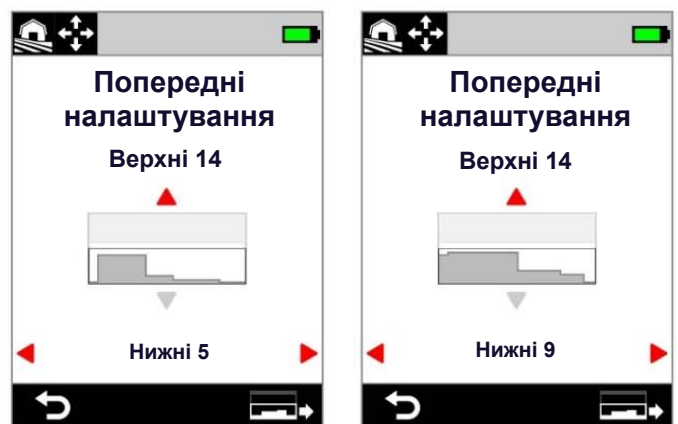 Попередні
налаштування
Верхні 14
Нижні 5
Попередні
налаштування
Верхні 14
Нижні 9